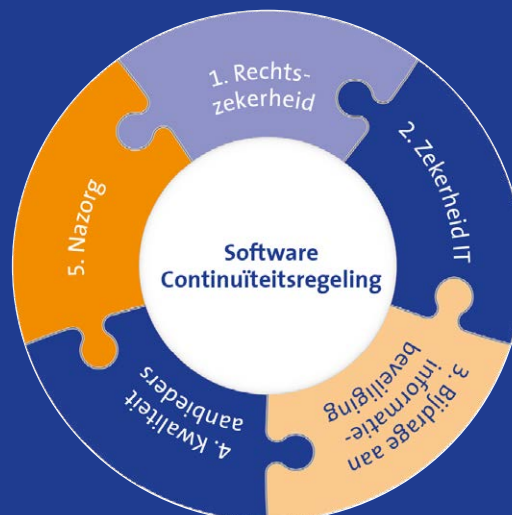 1. Rechts-
zekerheid
2. Zekerheid IT
3. Bijdrage aan
informatie-
beveiliging
4. Kwaliteit
aanbieders
5. Nazorg
Software
Continuïteitsregeling